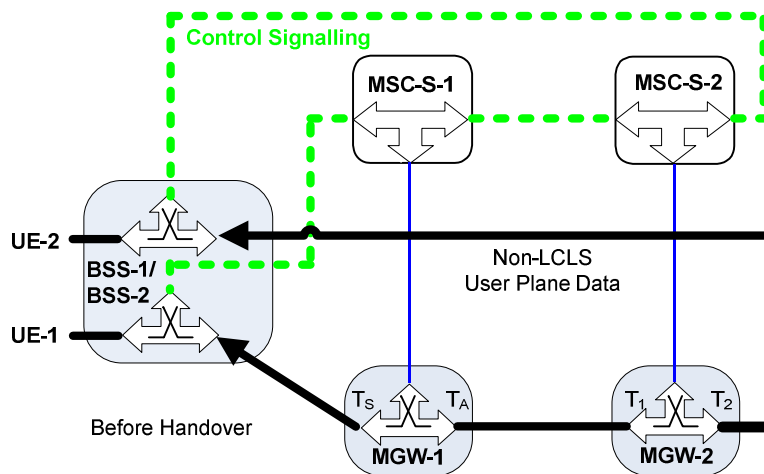 Control Signalling
MSC-S-1
MSC-S-2
UE-2
BSS-1/
BSS-2
Non-LCLS
User Plane Data
UE-1
Before Handover
TS
TA
MGW-1
T1
T2
MGW-2